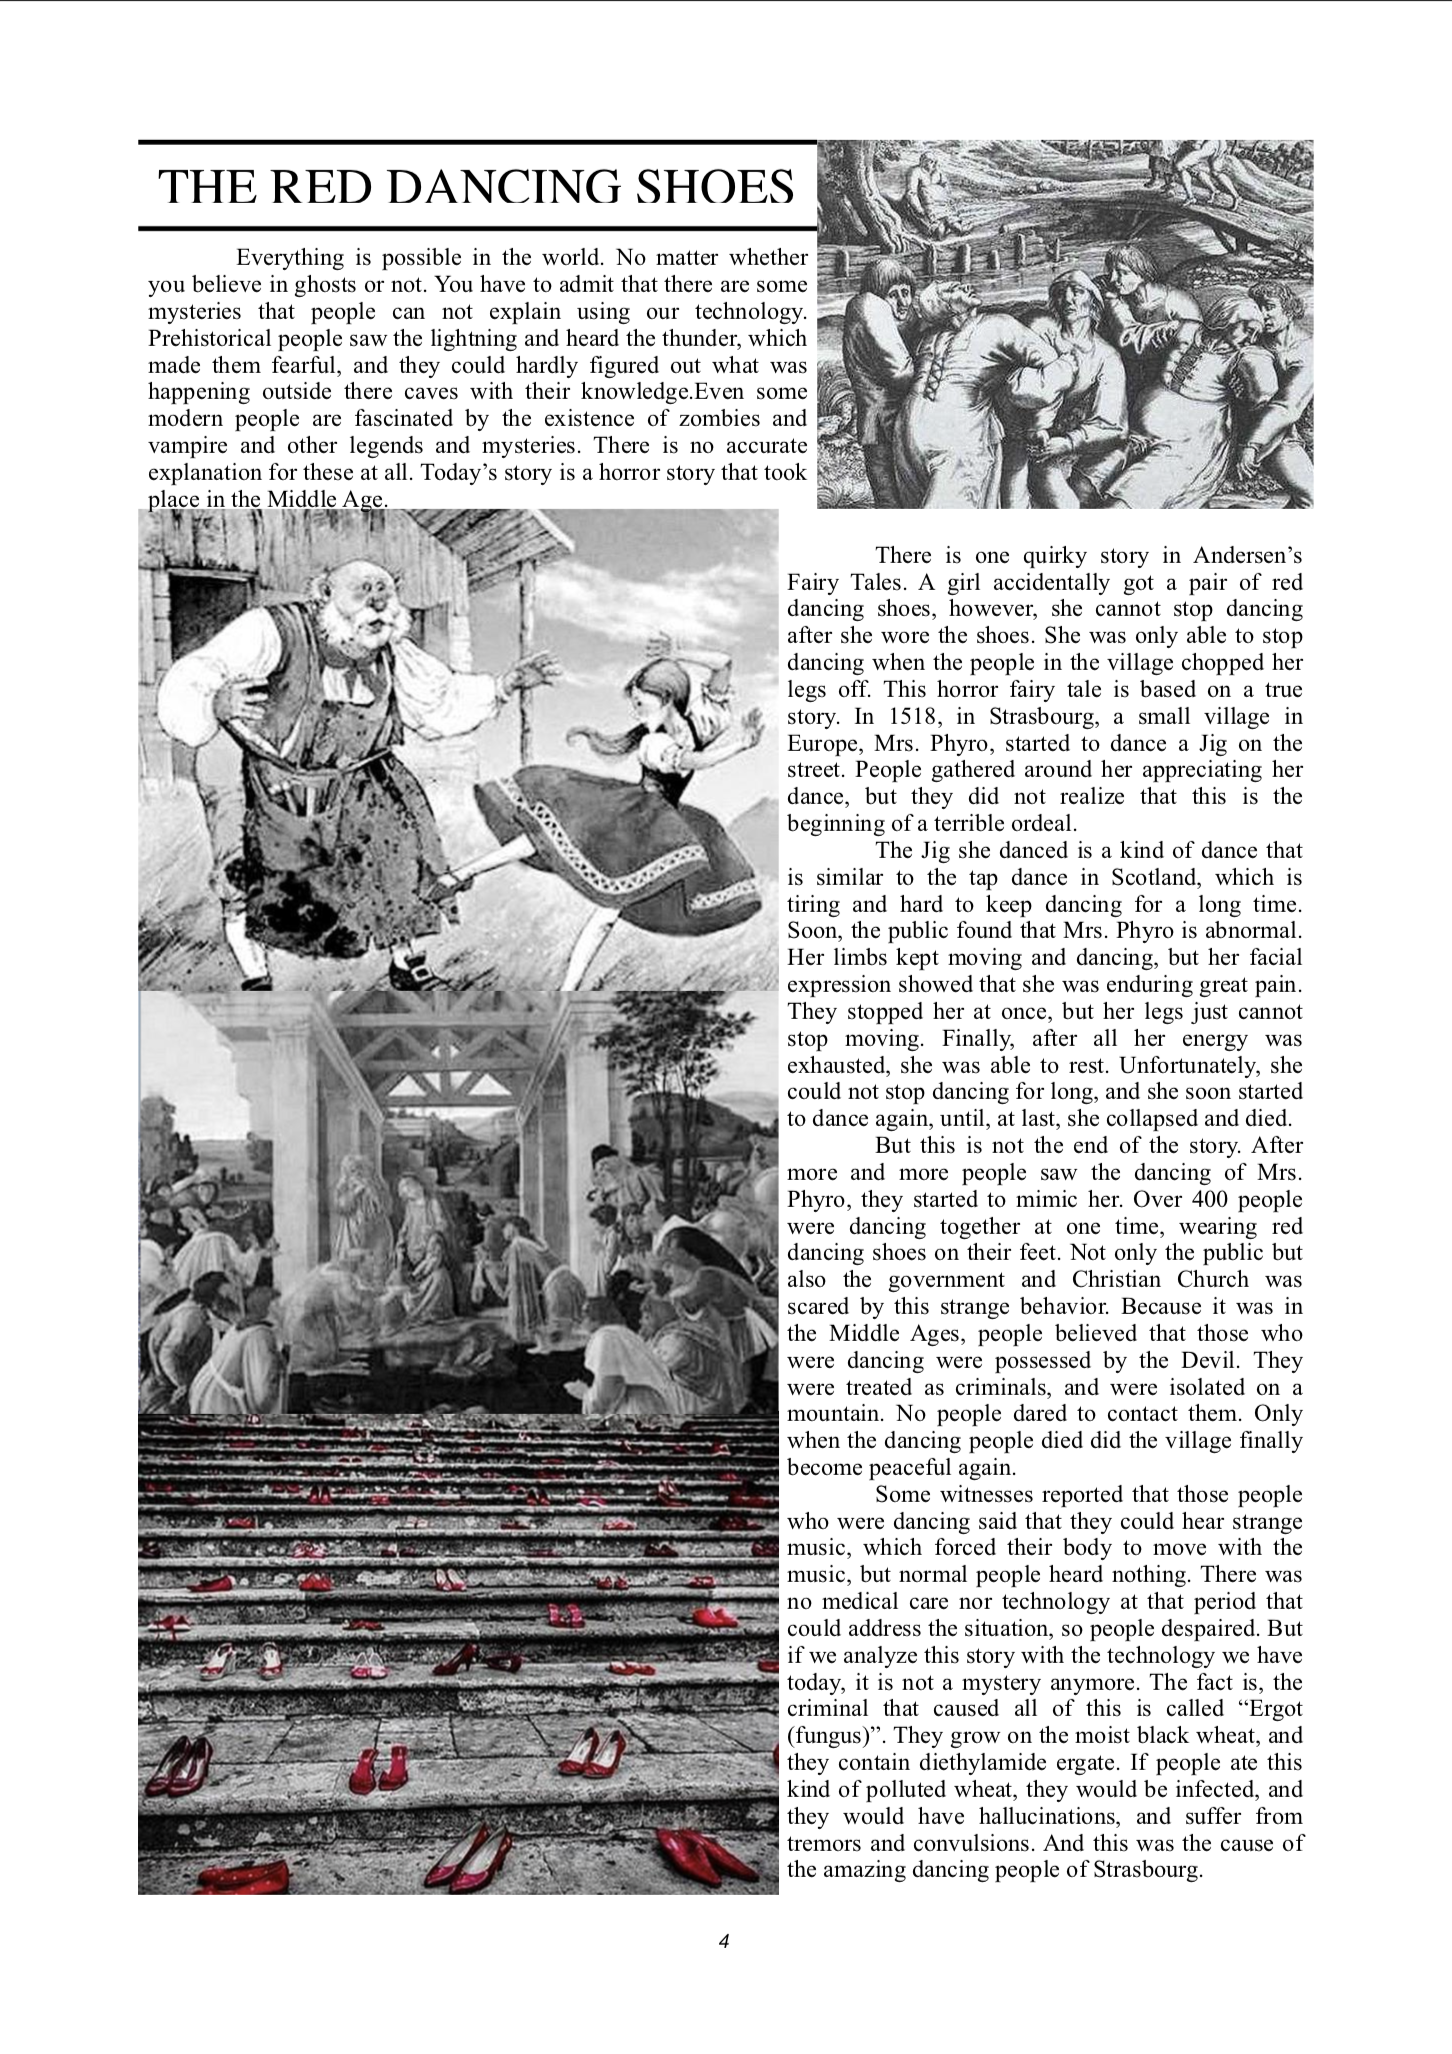 THE RED DANCING SHOES
Everything is possible in the world. No matter whether
you believe in ghosts or not. You have to admit that there are some
mysteries that people can not explain using our technology.
Prehistorical people saw the lightning and heard the thunder, which
made them fearful, and they could hardly figured out what was
happening outside there caves with their knowledge.Even some
modern people are fascinated by the existence of zombies and
vampire and other legends and mysteries. There is no accurate
explanation for these at all. Today’s story is a horror story that took
place in the Middle Age.
There is one quirky story in Andersen’s
Fairy Tales. A girl accidentally got a pair of red
dancing shoes, however, she cannot stop dancing
after she wore the shoes. She was only able to stop
dancing when the people in the village chopped her
legs off. This horror fairy tale is based on a true
story. In 1518, in Strasbourg, a small village in
Europe, Mrs. Phyro, started to dance a Jig on the
street. People gathered around her appreciating her
dance, but they did not realize that this is the
beginning of a terrible ordeal.
The Jig she danced is a kind of dance that
is similar to the tap dance in Scotland, which is
tiring and hard to keep dancing for a long time.
Soon, the public found that Mrs. Phyro is abnormal.
Her limbs kept moving and dancing, but her facial
expression showed that she was enduring great pain.
They stopped her at once, but her legs just cannot
stop moving. Finally, after all her energy was
exhausted, she was able to rest. Unfortunately, she
could not stop dancing for long, and she soon started
to dance again, until, at last, she collapsed and died.
But this is not the end of the story. After
more and more people saw the dancing of Mrs.
Phyro, they started to mimic her. Over 400 people
were dancing together at one time, wearing red
dancing shoes on their feet. Not only the public but
also the government and Christian Church was
scared by this strange behavior. Because it was in
the Middle Ages, people believed that those who
were dancing were possessed by the Devil. They
were treated as criminals, and were isolated on a
mountain. No people dared to contact them. Only
when the dancing people died did the village finally
become peaceful again.
Some witnesses reported that those people
who were dancing said that they could hear strange
music, which forced their body to move with the
music, but normal people heard nothing. There was
no medical care nor technology at that period that
could address the situation, so people despaired. But
if we analyze this story with the technology we have
today, it is not a mystery anymore. The fact is, the
criminal that caused all of this is called “Ergot
(fungus)”. They grow on the moist black wheat, and
they contain diethylamide ergate. If people ate this
kind of polluted wheat, they would be infected, and
they would have hallucinations, and suffer from
tremors and convulsions. And this was the cause of
the amazing dancing people of Strasbourg.
4